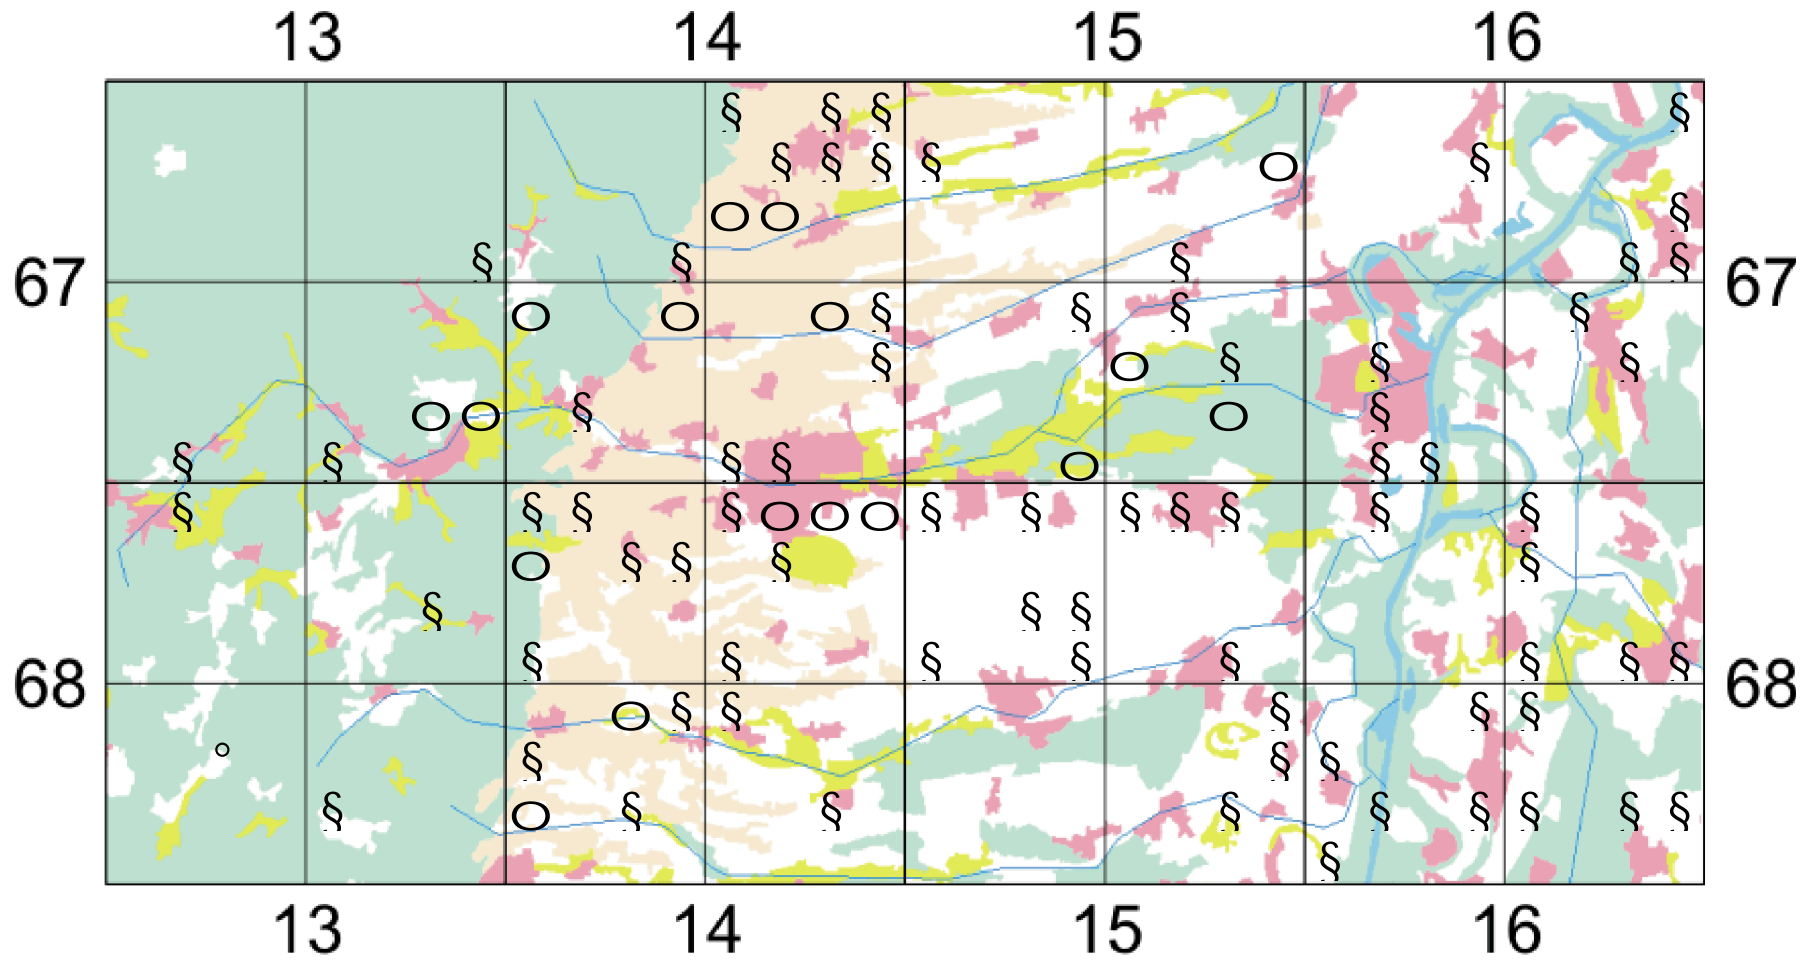 13 14 15 16
§ § § §
§ § § § O §
O O §
§ § § § §
67 67
O O O § § § §
§ O § § §
O O § O §
§ § § § O § §
§ § § § O O O § § § § § § §
O § § § §
§ § §
§ § § § § § § §
68 68
O § § § § §
o § § §
§ O § § § § § § § §
§
13 14 15 16